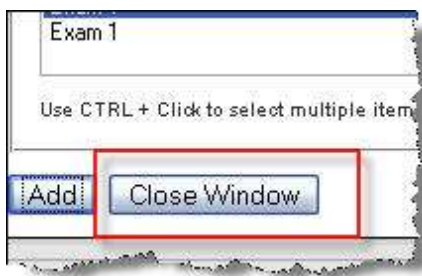 Exam 1
Use CTRL + Click to select multiple item
Add
Close Window